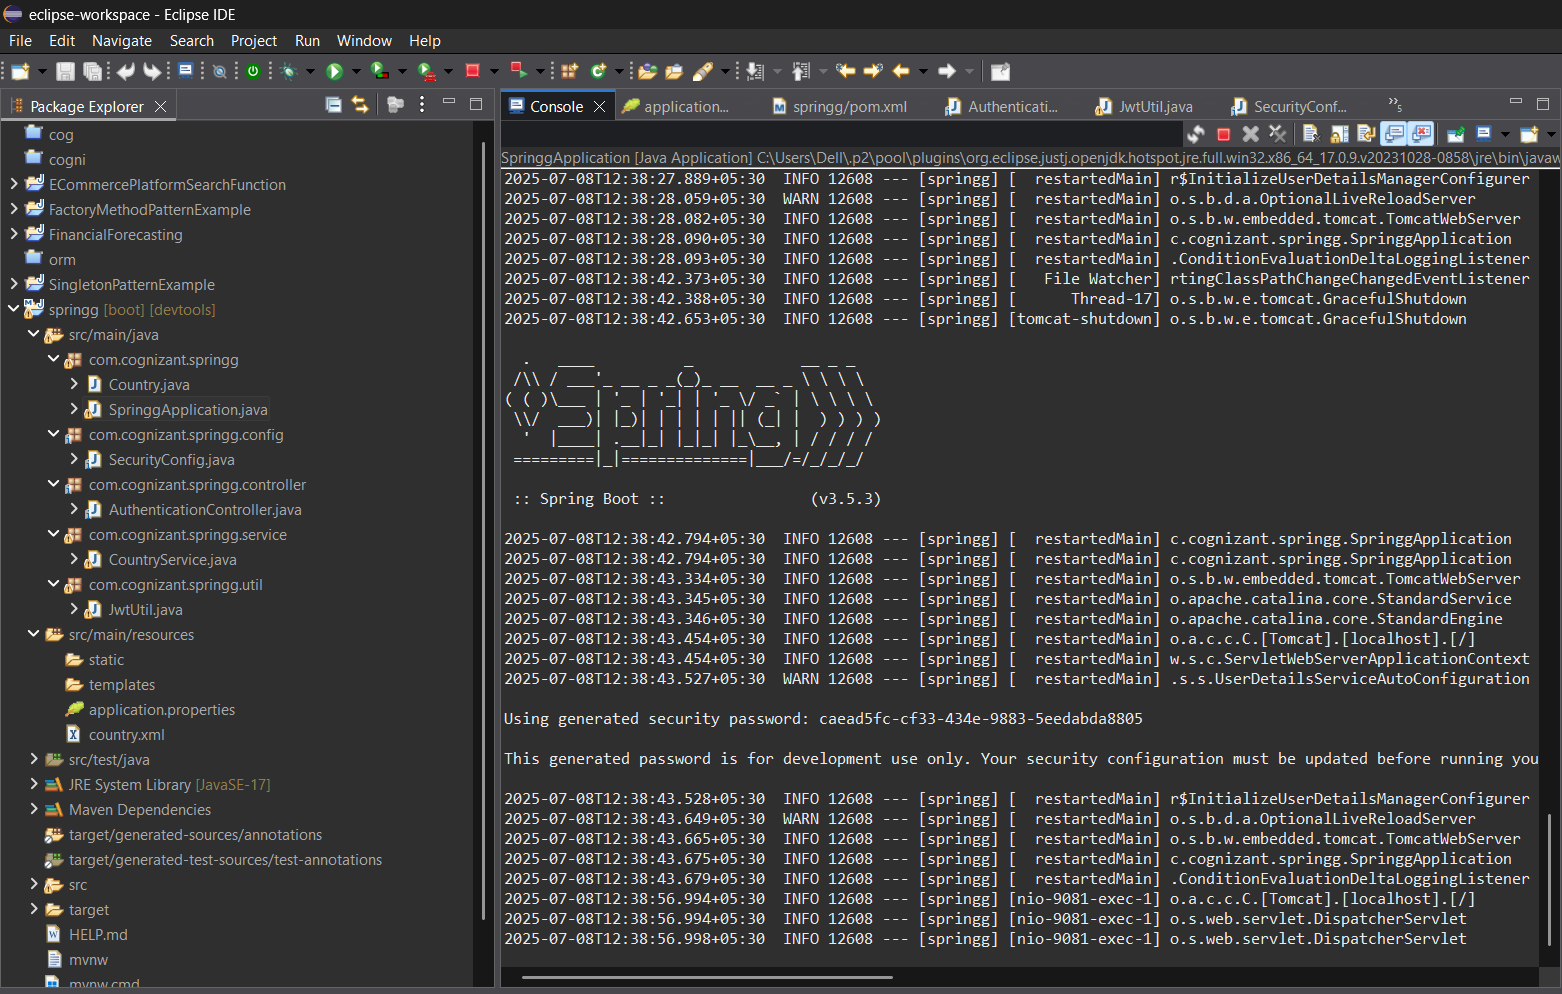 eclipse-workspace - Eclipse IDE
File Edit Navigate Search Project Run Window Help
Package Explorer
cog
cogni
ECommercePlatformSearchFunction
FactoryMethodPatternExample
FinancialForecasting
orm
SingletonPatternExample
springg [boot] [devtools]
src/main/java
com.cognizant.springg
Country.java
SpringgApplication.java
com.cognizant.springg.config
SecurityConfig.java
com.cognizant.springg.controller
AuthenticationController.java
com.cognizant.springg.service
CountryService.java
com.cognizant.springg.util
JwtUtil.java
src/main/resources
static
templates
application.properties
country.xml
src/test/java
JRE System Library [JavaSE-17]
Maven Dependencies
target/generated-sources/annotations
target/generated-test-sources/test-annotations
src
target
HELP.md
mvnw
mvnw.cmd
Console application... springg/pom.xml Authenticati... JwtUtil.java SecurityConf... »5
SpringgApplication [Java Application] C:\Users\Dell\.p2\pool\plugins\org.eclipse.justj.openjdk.hotspot.jre.full.win32.x86_64_17.0.9.v20231028-0858\jre\bin\javaw
2025-07-08T12:38:27.889+05:30  INFO 12608 --- [springg] [  restartedMain] r$InitializeUserDetailsManagerConfigurer
2025-07-08T12:38:28.059+05:30  WARN 12608 --- [springg] [  restartedMain] o.s.b.d.a.OptionalLiveReloadServer
2025-07-08T12:38:28.082+05:30  INFO 12608 --- [springg] [  restartedMain] o.s.b.w.embedded.tomcat.TomcatWebServer
2025-07-08T12:38:28.090+05:30  INFO 12608 --- [springg] [  restartedMain] c.cognizant.springg.SpringgApplication
2025-07-08T12:38:28.093+05:30  INFO 12608 --- [springg] [  restartedMain] .ConditionEvaluationDeltaLoggingListener
2025-07-08T12:38:42.373+05:30  INFO 12608 --- [springg] [   File Watcher] rtingClassPathChangeChangedEventListener
2025-07-08T12:38:42.388+05:30  INFO 12608 --- [springg] [      Thread-17] o.s.b.w.e.tomcat.GracefulShutdown
2025-07-08T12:38:42.653+05:30  INFO 12608 --- [springg] [tomcat-shutdown] o.s.b.w.e.tomcat.GracefulShutdown
  .   ____          _            __ _ _
 /\\ / ___'_ __ _ _(_)_ __  __ _ \ \ \ \
( ( )\___ | '_ | '_| | '_ \/ _` | \ \ \ \
 \\/  ___)| |_)| | | | | || (_| |  ) ) ) )
  '  |____| .__|_| |_|_| |_\__, | / / / /
 =========|_|==============|___/=/_/_/_/
 :: Spring Boot ::                (v3.5.3)
2025-07-08T12:38:42.794+05:30  INFO 12608 --- [springg] [  restartedMain] c.cognizant.springg.SpringgApplication
2025-07-08T12:38:42.794+05:30  INFO 12608 --- [springg] [  restartedMain] c.cognizant.springg.SpringgApplication
2025-07-08T12:38:43.334+05:30  INFO 12608 --- [springg] [  restartedMain] o.s.b.w.embedded.tomcat.TomcatWebServer
2025-07-08T12:38:43.345+05:30  INFO 12608 --- [springg] [  restartedMain] o.apache.catalina.core.StandardService
2025-07-08T12:38:43.346+05:30  INFO 12608 --- [springg] [  restartedMain] o.apache.catalina.core.StandardEngine
2025-07-08T12:38:43.454+05:30  INFO 12608 --- [springg] [  restartedMain] o.a.c.c.C.[Tomcat].[localhost].[/]
2025-07-08T12:38:43.454+05:30  INFO 12608 --- [springg] [  restartedMain] w.s.c.ServletWebServerApplicationContext
2025-07-08T12:38:43.527+05:30  WARN 12608 --- [springg] [  restartedMain] .s.s.UserDetailsServiceAutoConfiguration
Using generated security password: caead5fc-cf33-434e-9883-5eedabda8805
This generated password is for development use only. Your security configuration must be updated before running you
2025-07-08T12:38:43.528+05:30  INFO 12608 --- [springg] [  restartedMain] r$InitializeUserDetailsManagerConfigurer
2025-07-08T12:38:43.649+05:30  WARN 12608 --- [springg] [  restartedMain] o.s.b.d.a.OptionalLiveReloadServer
2025-07-08T12:38:43.665+05:30  INFO 12608 --- [springg] [  restartedMain] o.s.b.w.embedded.tomcat.TomcatWebServer
2025-07-08T12:38:43.675+05:30  INFO 12608 --- [springg] [  restartedMain] c.cognizant.springg.SpringgApplication
2025-07-08T12:38:43.679+05:30  INFO 12608 --- [springg] [  restartedMain] .ConditionEvaluationDeltaLoggingListener
2025-07-08T12:38:56.994+05:30  INFO 12608 --- [springg] [nio-9081-exec-1] o.a.c.c.C.[Tomcat].[localhost].[/]
2025-07-08T12:38:56.994+05:30  INFO 12608 --- [springg] [nio-9081-exec-1] o.s.web.servlet.DispatcherServlet
2025-07-08T12:38:56.998+05:30  INFO 12608 --- [springg] [nio-9081-exec-1] o.s.web.servlet.DispatcherServlet